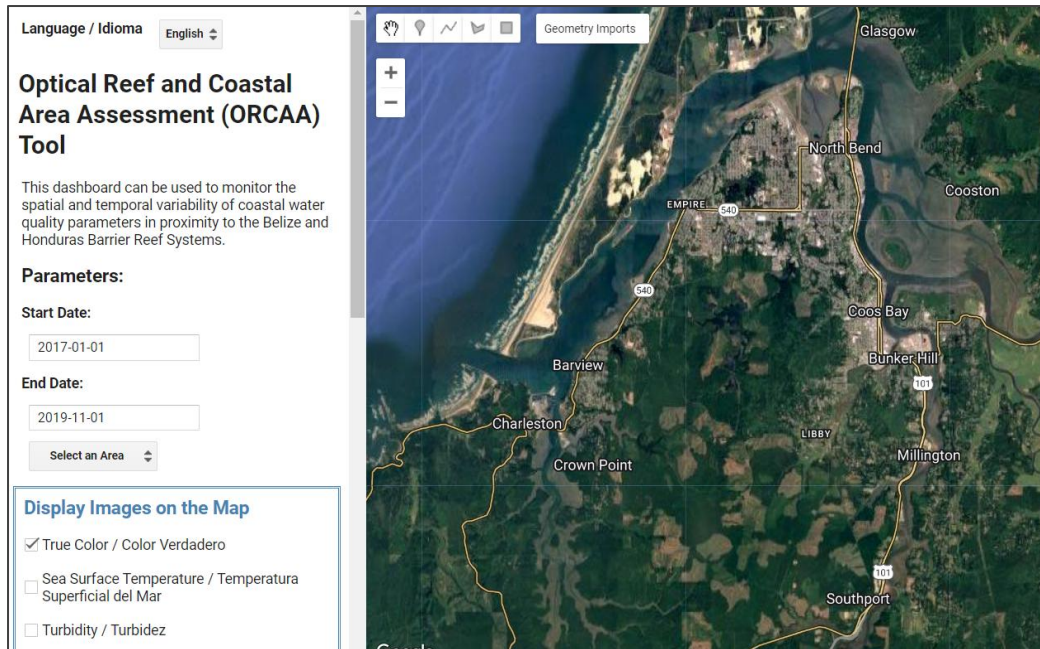 Language / Idioma
English
Optical Reef and Coastal
Area Assessment (ORCAA)
Tool
This dashboard can be used to monitor the
spatial and temporal variability of coastal water
quality parameters in proximity to the Belize and
Honduras Barrier Reef Systems.
Parameters:
Start Date:
2017-01-01
End Date:
2019-11-01
Select an Area
Display Images on the Map
True Color / Color Verdadero
Sea Surface Temperature / Temperatura
Superficial del Mar
Turbidity / Turbidez
Geometry Imports
Glasgow
North Bend
Cooston
EMPIRE
540
540
Coos Bay
Barview
Bunker Hill
101
Charleston
LIBBY
Crown Point
Millington
101
Southport
Google